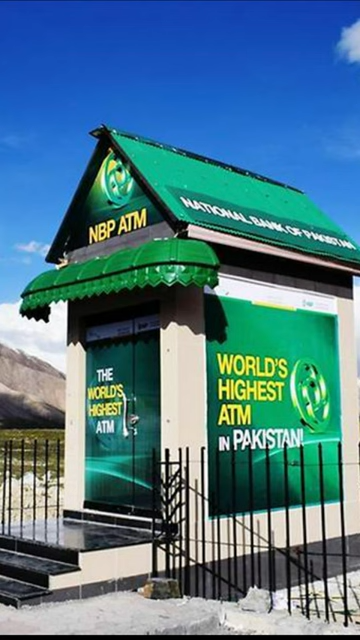 NBP ATM
NATIONAL BANK OF PAKISTAN
THE
WORLD'S
HIGHEST
ATM
WORLD'S
HIGHEST
ATM
IN PAKISTAN!